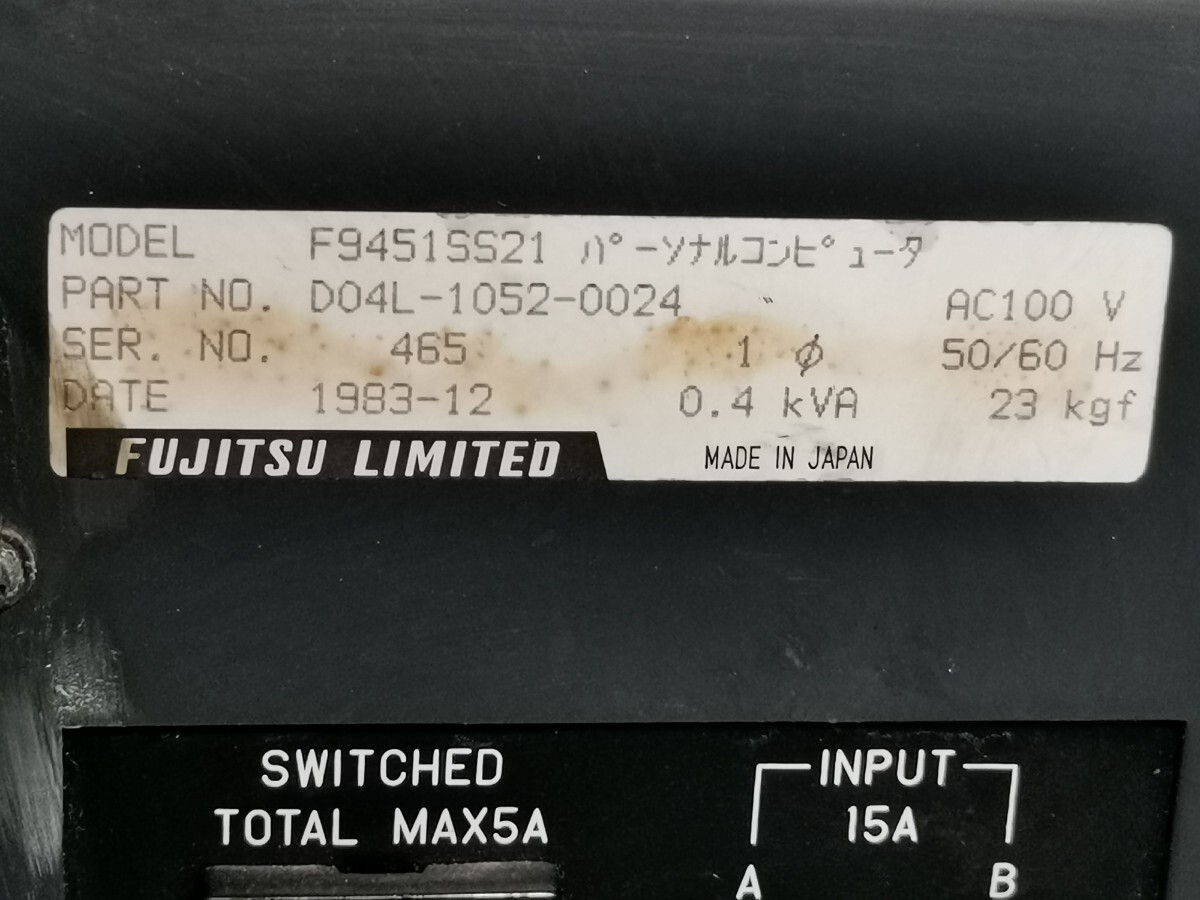 MODEL F9451SS21 パーソナルコンピュータ
PART NO. D04L-1052-0024 AC100 V
SER. NO. 465 1 φ 50/60 Hz
DATE 1983-12 0.4 kVA 23 kgf
FUJITSU LIMITED MADE IN JAPAN
SWITCHED
TOTAL MAX5A
INPUT
15A
A B